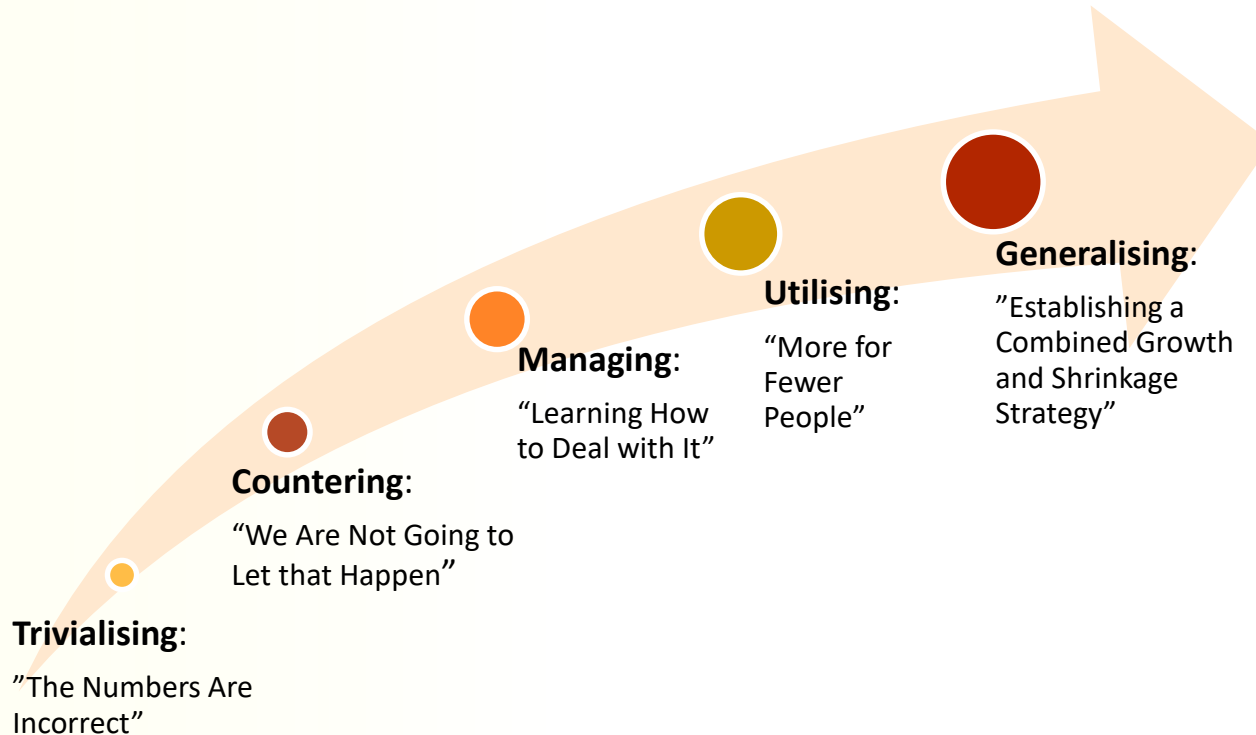 Trivialising:
”The Numbers Are
Incorrect”
Countering:
“We Are Not Going to
Let that Happen”
Managing:
“Learning How
to Deal with It”
Utilising:
“More for
Fewer
People”
Generalising:
”Establishing a
Combined Growth
and Shrinkage
Strategy”